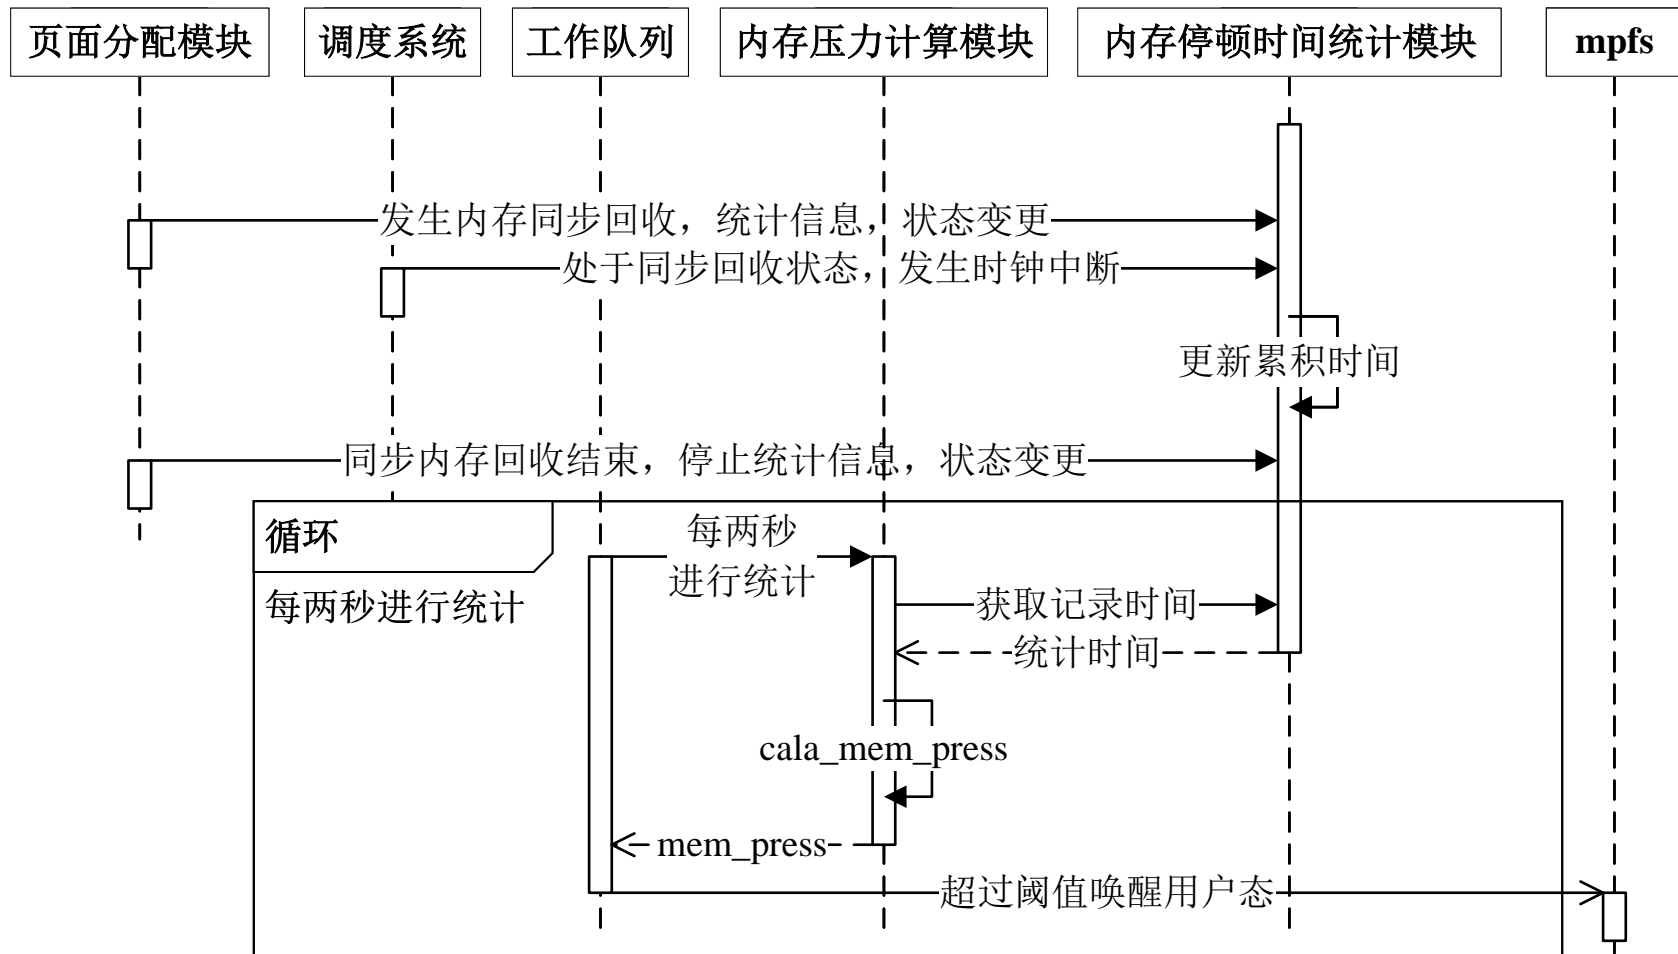 页面分配模块
调度系统
工作队列
内存压力计算模块
内存停顿时间统计模块
mpfs
发生内存同步回收，统计信息，状态变更
处于同步回收状态，发生时钟中断
更新累积时间
同步内存回收结束，停止统计信息，状态变更
循环
每两秒进行统计
每两秒
进行统计
获取记录时间
统计时间
cala_mem_press
mem_press
超过阈值唤醒用户态